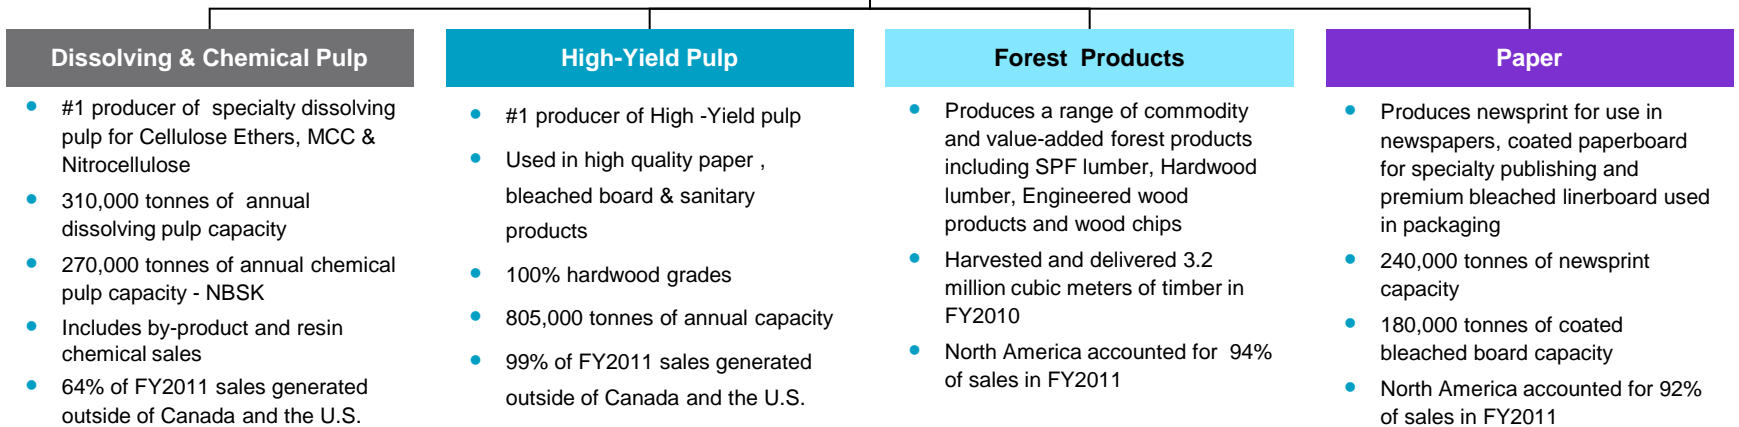 Dissolving & Chemical Pulp
#1 producer of specialty dissolving
pulp for Cellulose Ethers, MCC &
Nitrocellulose
310,000 tonnes of annual
dissolving pulp capacity
270,000 tonnes of annual chemical
pulp capacity - NBSK
Includes by-product and resin
chemical sales
64% of FY2011 sales generated
outside of Canada and the U.S.
High-Yield Pulp
#1 producer of High -Yield pulp
Used in high quality paper ,
bleached board & sanitary
products
100% hardwood grades
805,000 tonnes of annual capacity
99% of FY2011 sales generated
outside of Canada and the U.S.
Forest Products
Produces a range of commodity
and value-added forest products
including SPF lumber, Hardwood
lumber, Engineered wood
products and wood chips
Harvested and delivered 3.2
million cubic meters of timber in
FY2010
North America accounted for 94%
of sales in FY2011
Paper
Produces newsprint for use in
newspapers, coated paperboard
for specialty publishing and
premium bleached linerboard used
in packaging
240,000 tonnes of newsprint
capacity
180,000 tonnes of coated
bleached board capacity
North America accounted for 92%
of sales in FY2011